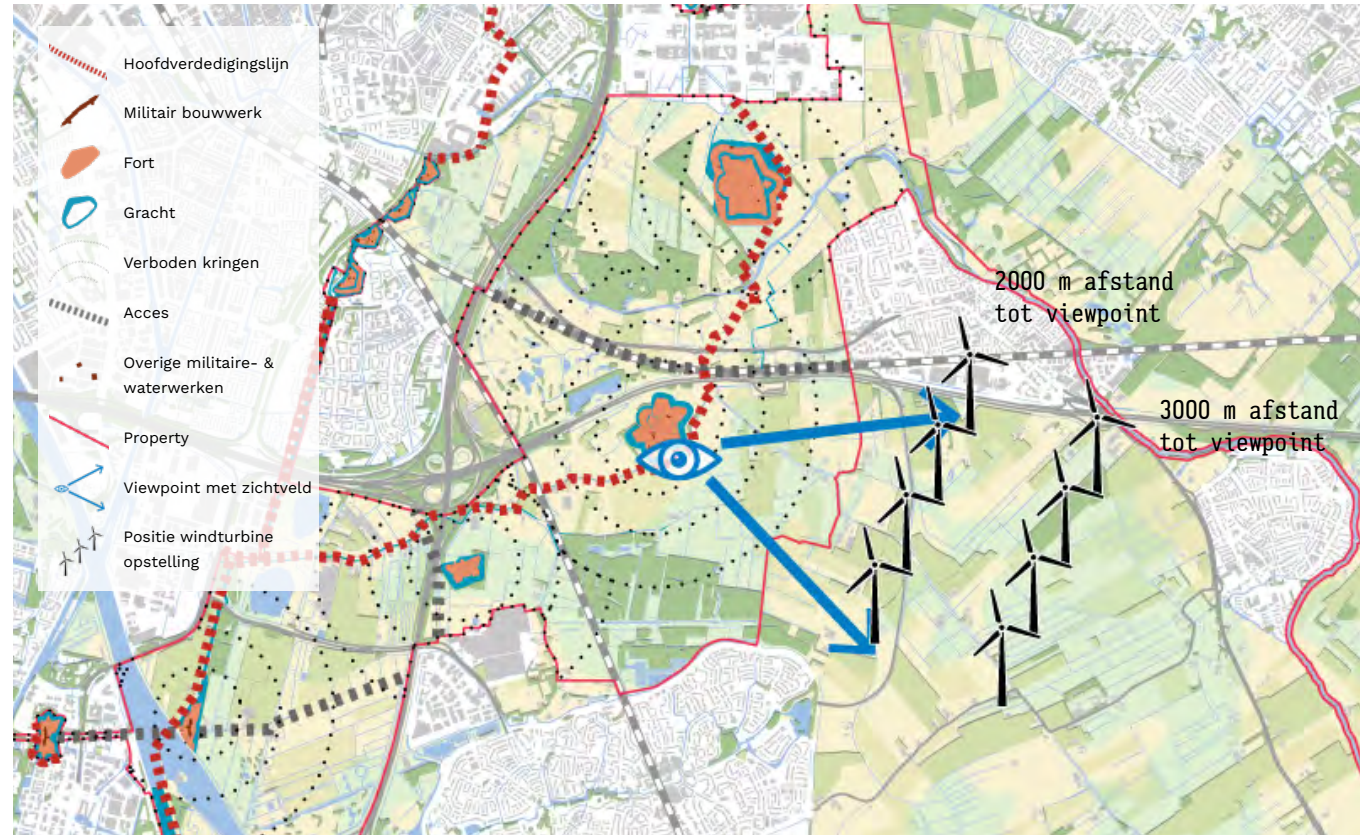 Hoofdverdedigingslijn
Militair bouwwerk
Fort
Gracht
Verboden kringen
Acces
Overige militaire- &
waterwerken
Property
Viewpoint met zichtveld
Positie windturbine
opstelling
2000 m afstand
tot viewpoint
3000 m afstand
tot viewpoint